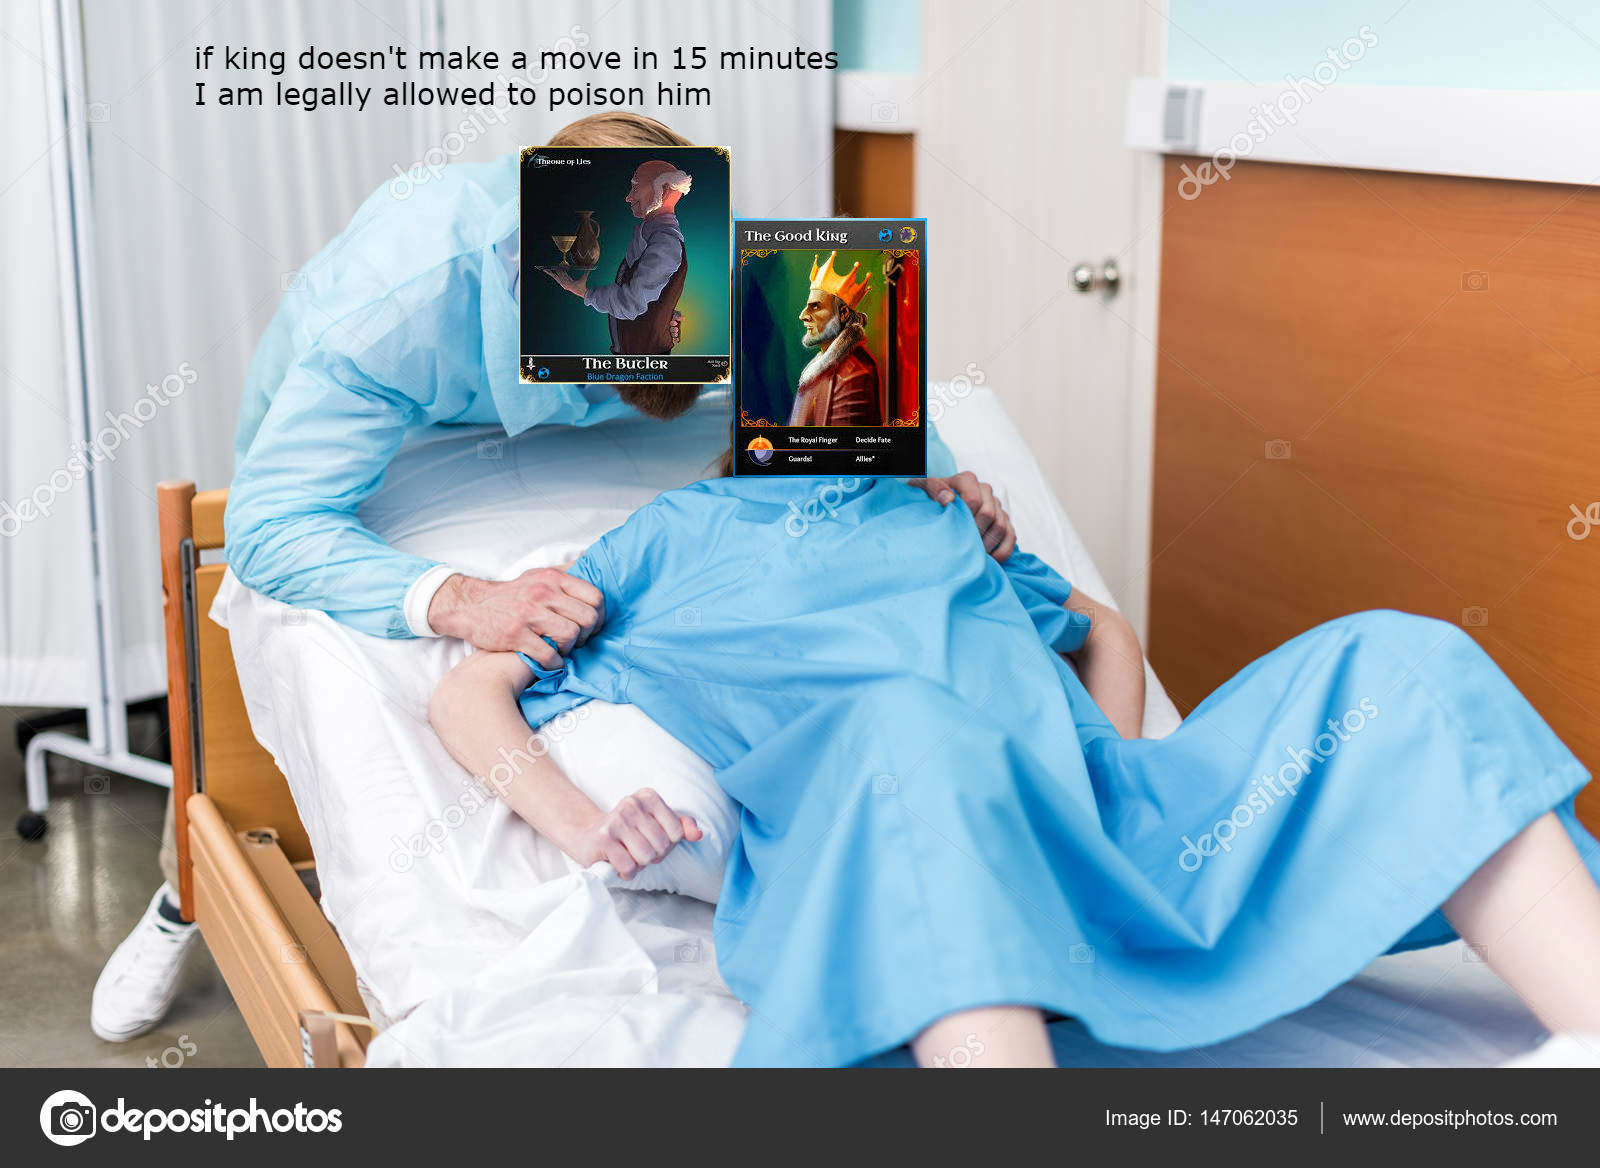 if king doesn't make a move in 15 minutes
I am legally allowed to poison him
Throne of Lies
The Butler
Blue Dragon Faction
The Good King
The Royal Finger Decide Fate
Guards! Allies*
depositphotos
Image ID: 147062035 www.depositphotos.com